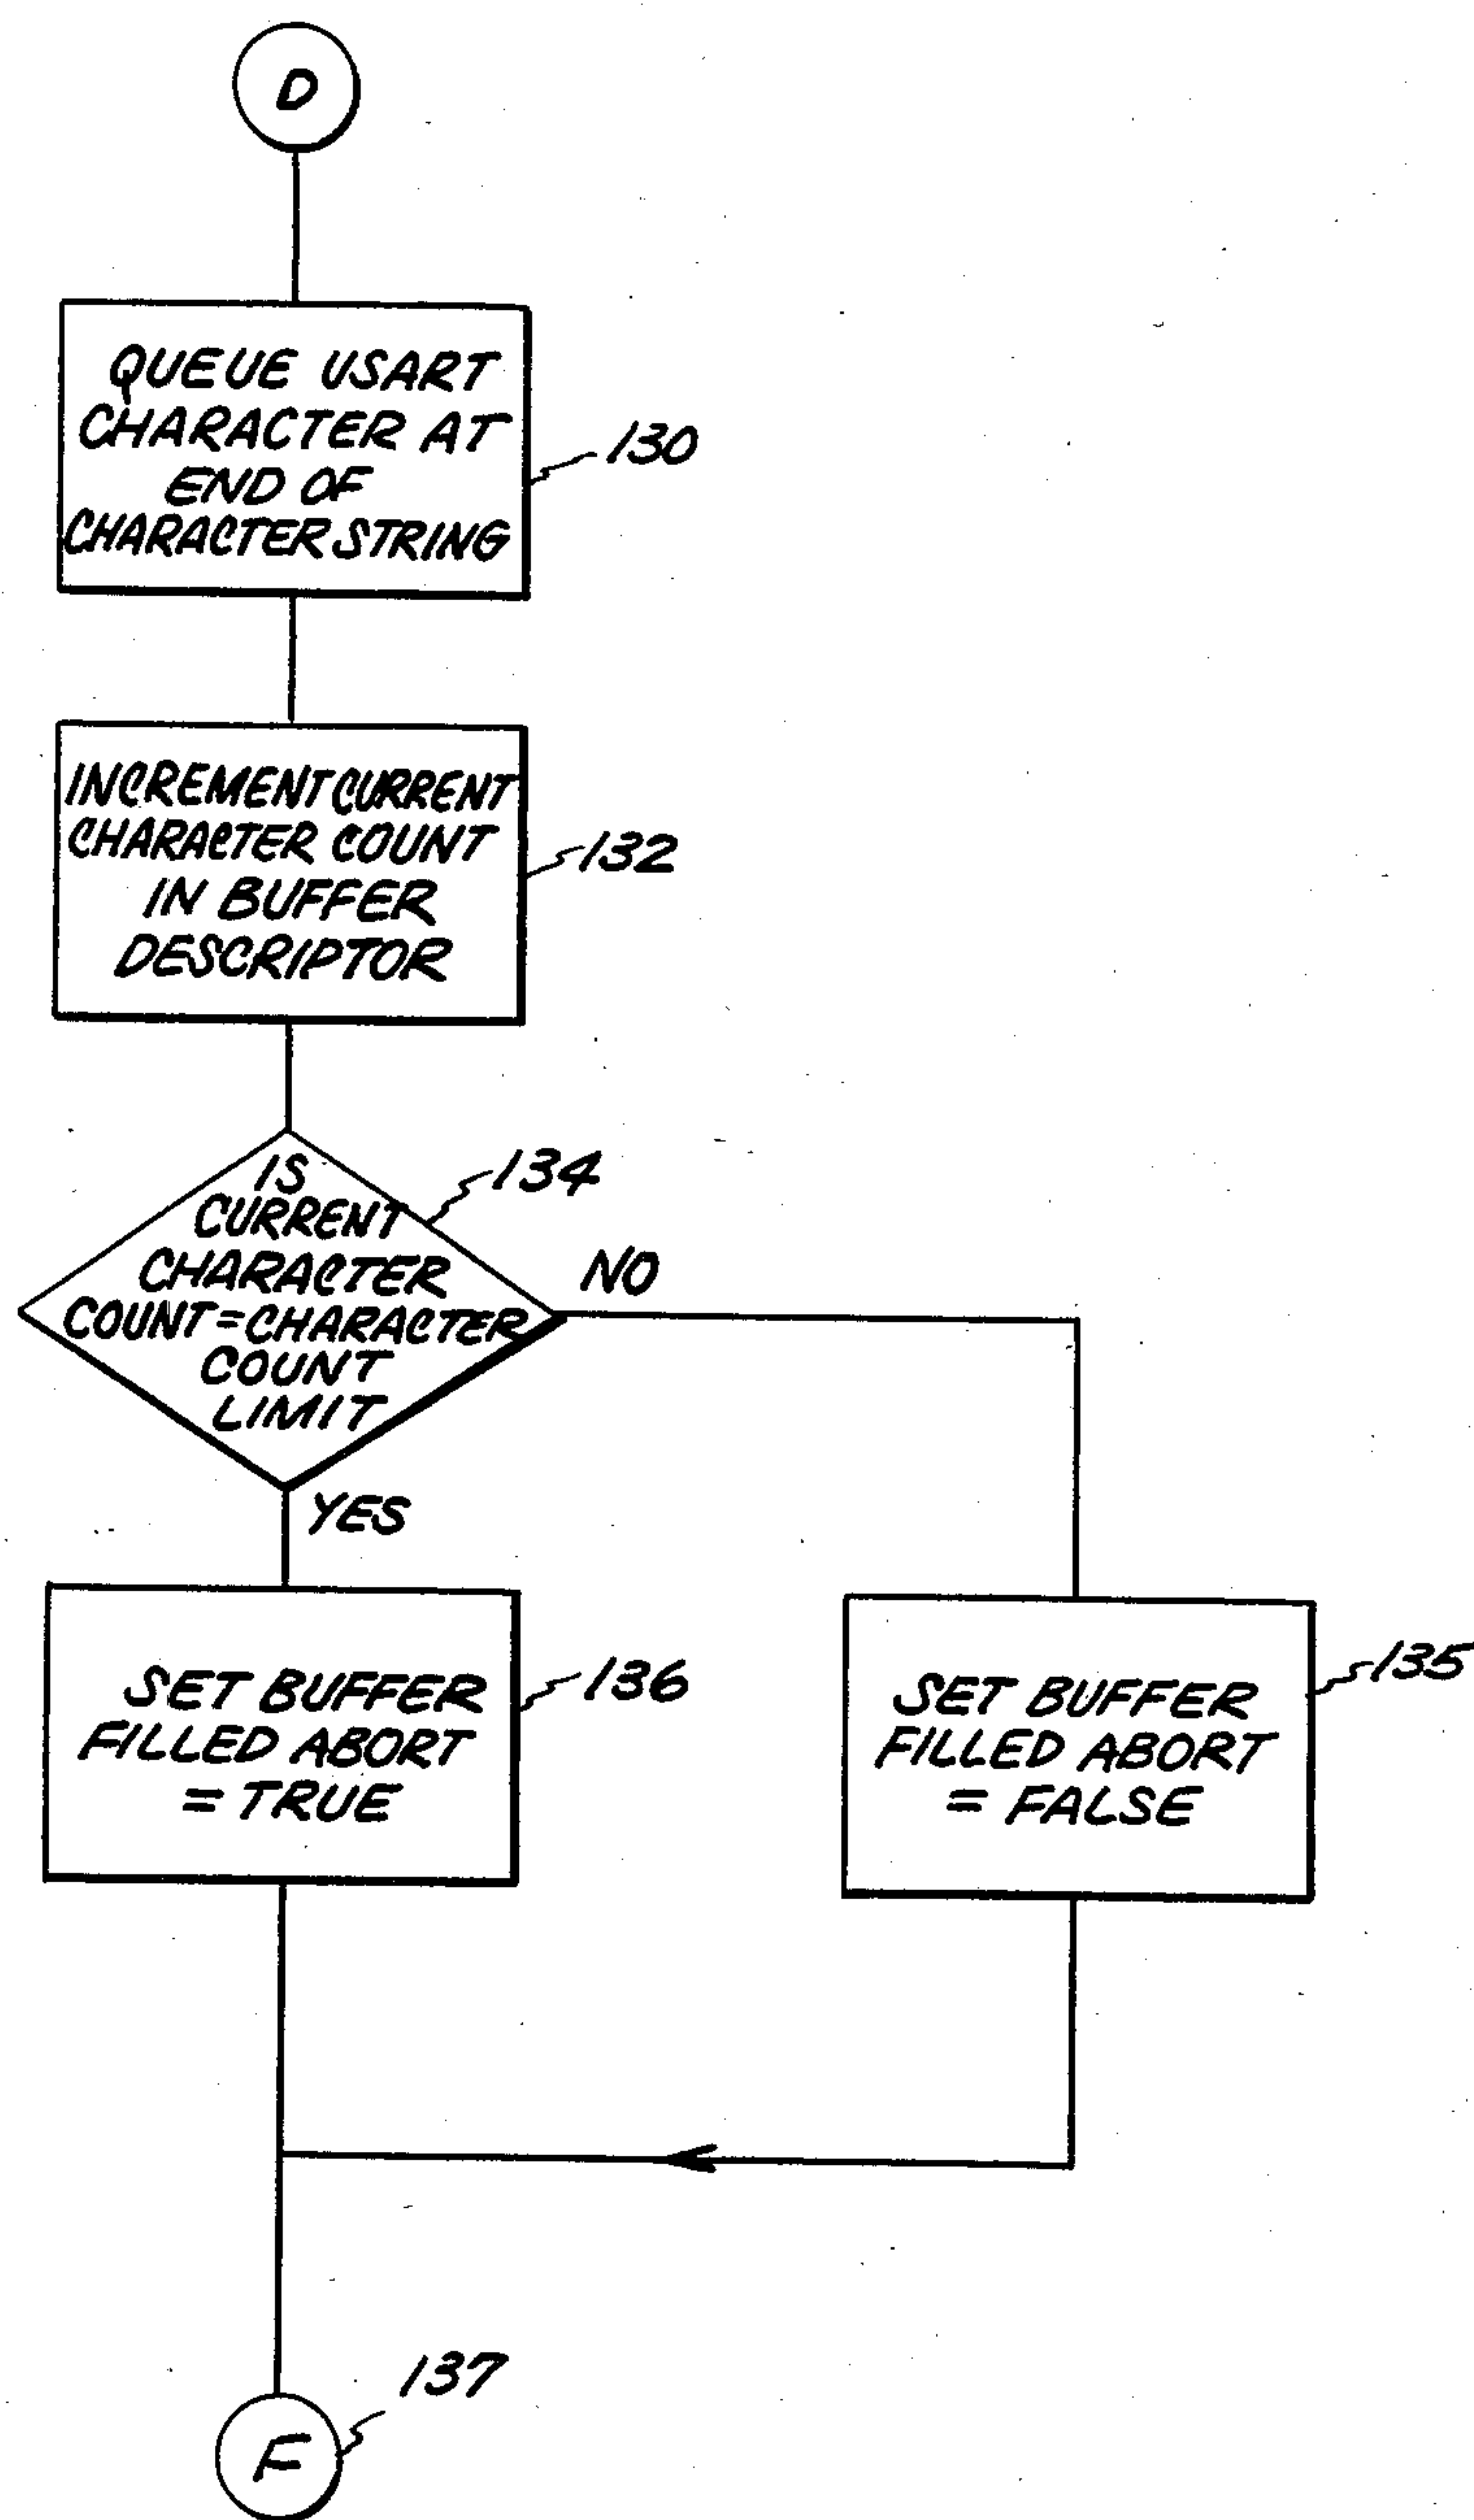 D
QUEUE USART
CHARACTER AT
END OF
CHARACTER STRING
130
INCREMENT CURRENT
CHARACTER COUNT
IN BUFFER
DESCRIPTOR
132
IS
CURRENT
CHARACTER
COUNT=CHARACTER
COUNT
LIMIT
134
NO
YES
SET BUFFER
FILLED ABORT
= TRUE
136
SET BUFFER
FILLED ABORT
= FALSE
135
137
F